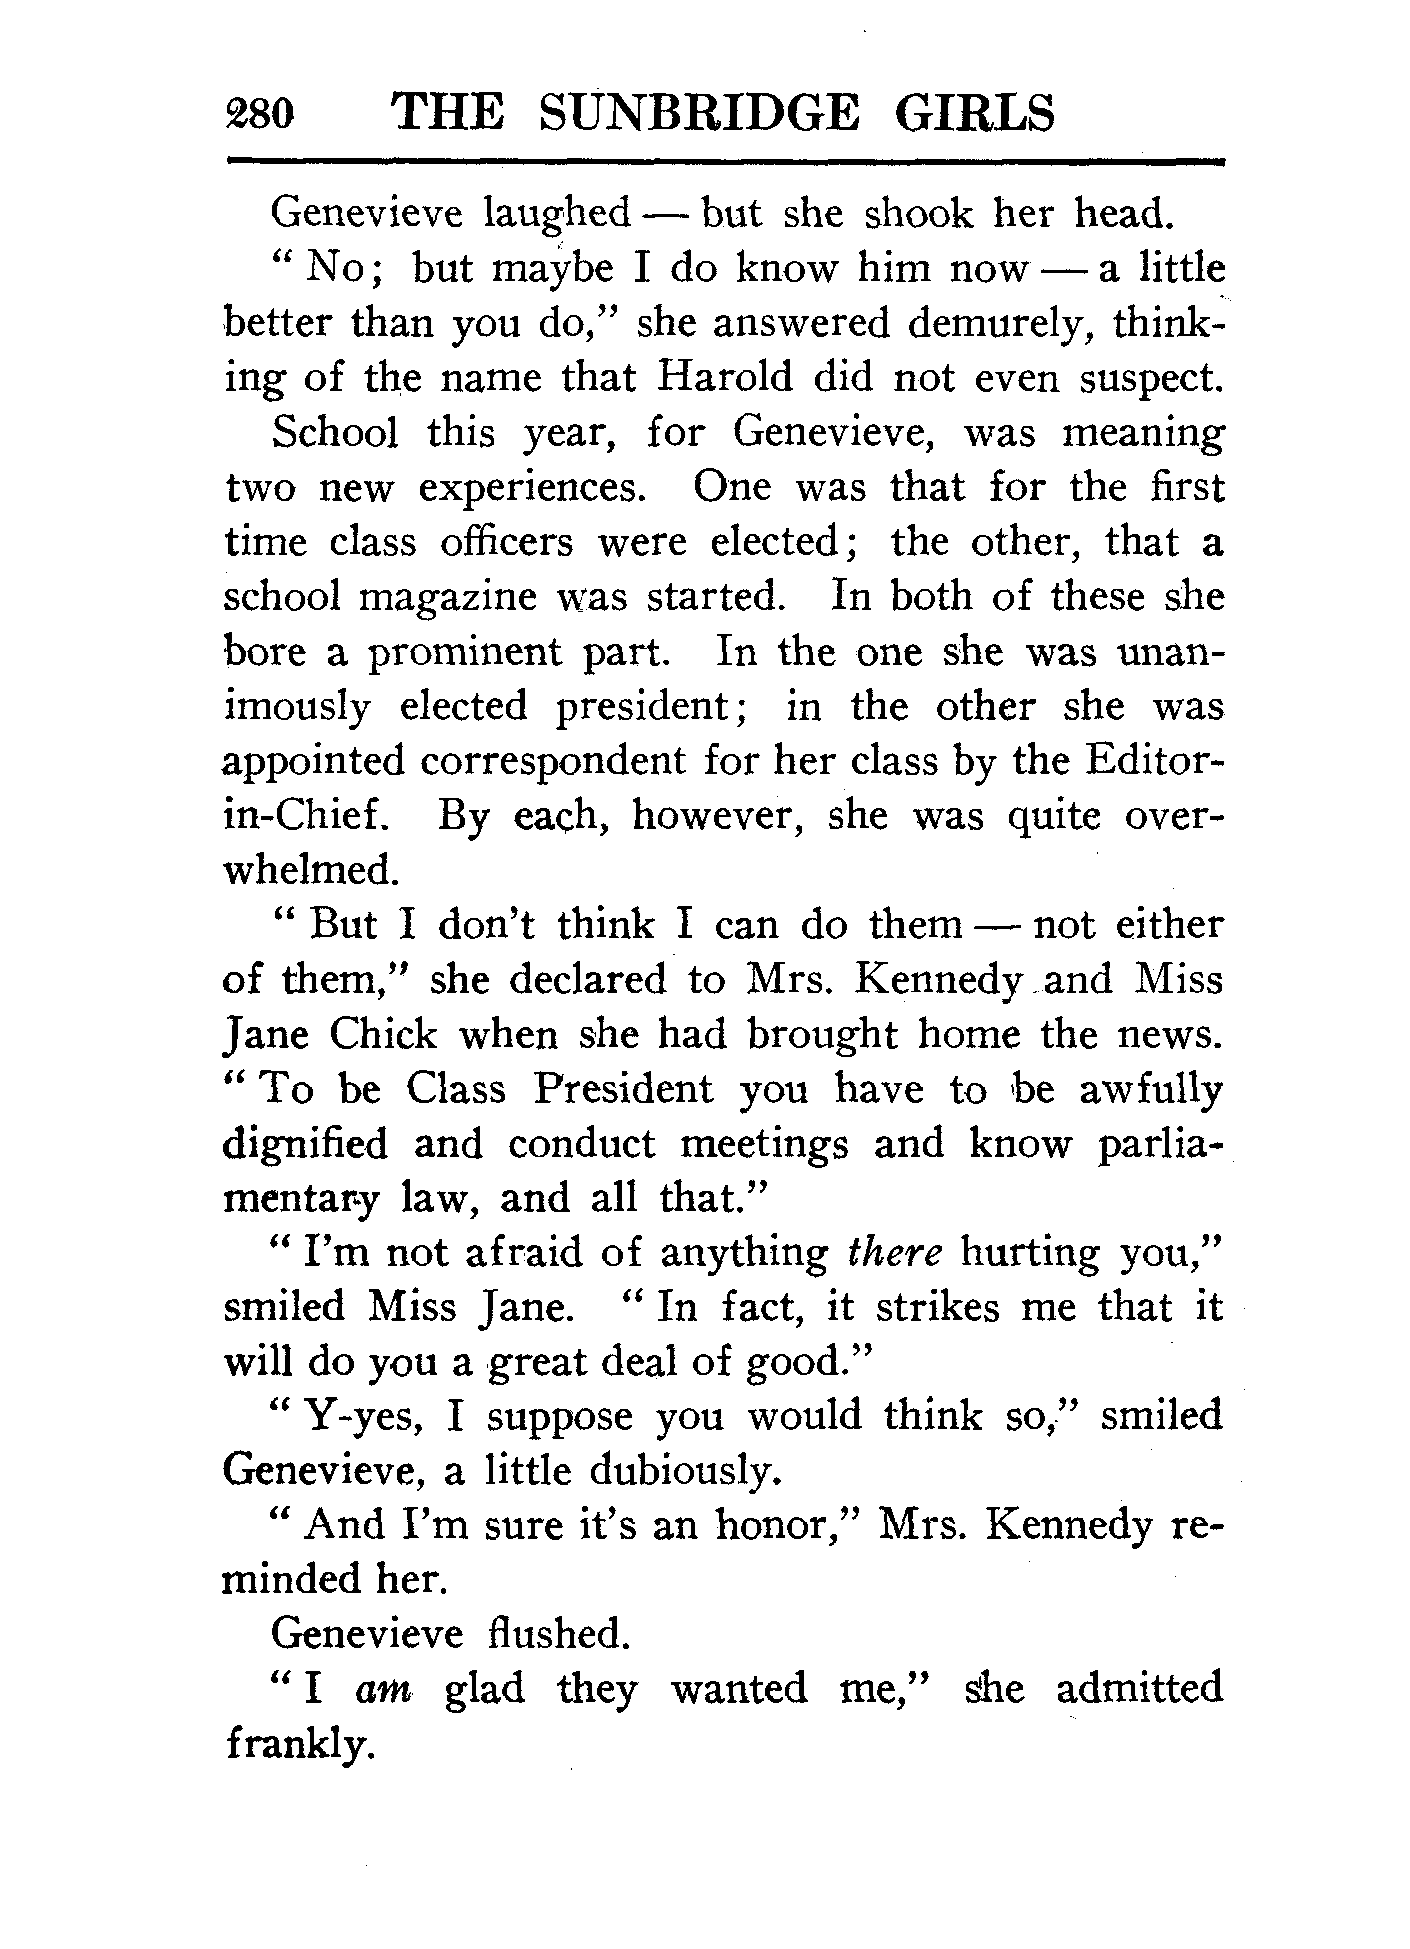 280 THE SUNBRIDGE GIRLS
Genevieve laughed — but she shook her head.
“ No; but maybe I do know him now — a little
better than you do,” she answered demurely, think-
ing of the name that Harold did not even suspect.
School this year, for Genevieve, was meaning
two new experiences. One was that for the first
time class officers were elected; the other, that a
school magazine was started. In both of these she
bore a prominent part. In the one she was unan-
imously elected president; in the other she was
appointed correspondent for her class by the Editor-
in-Chief. By each, however, she was quite over-
whelmed.
“ But I don’t think I can do them — not either
of them,” she declared to Mrs. Kennedy and Miss
Jane Chick when she had brought home the news.
“ To be Class President you have to be awfully
dignified and conduct meetings and know parlia-
mentary law, and all that.”
“ I’m not afraid of anything there hurting you,”
smiled Miss Jane. “ In fact, it strikes me that it
will do you a great deal of good.”
“ Y-yes, I suppose you would think so,” smiled
Genevieve, a little dubiously.
“ And I’m sure it’s an honor,” Mrs. Kennedy re-
minded her.
Genevieve flushed.
“ I am glad they wanted me,” she admitted
frankly.